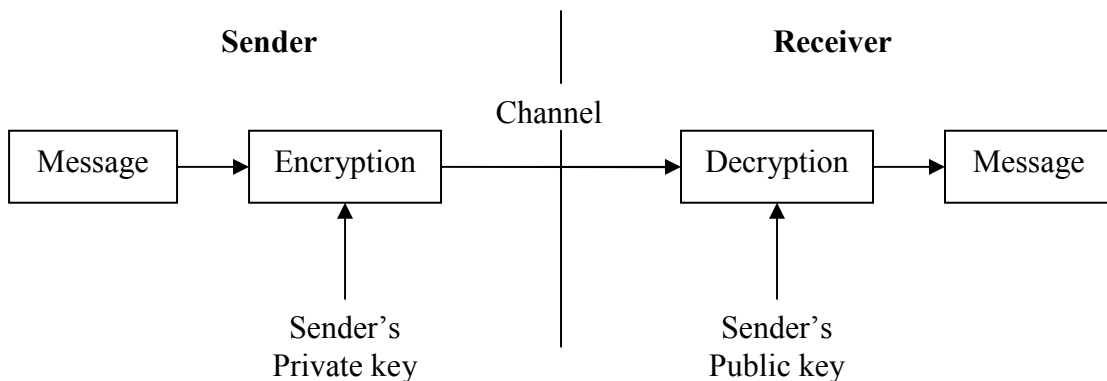 Sender
Receiver
Channel
Message
Encryption
Decryption
Message
Sender’s
Private key
Sender’s
Public key